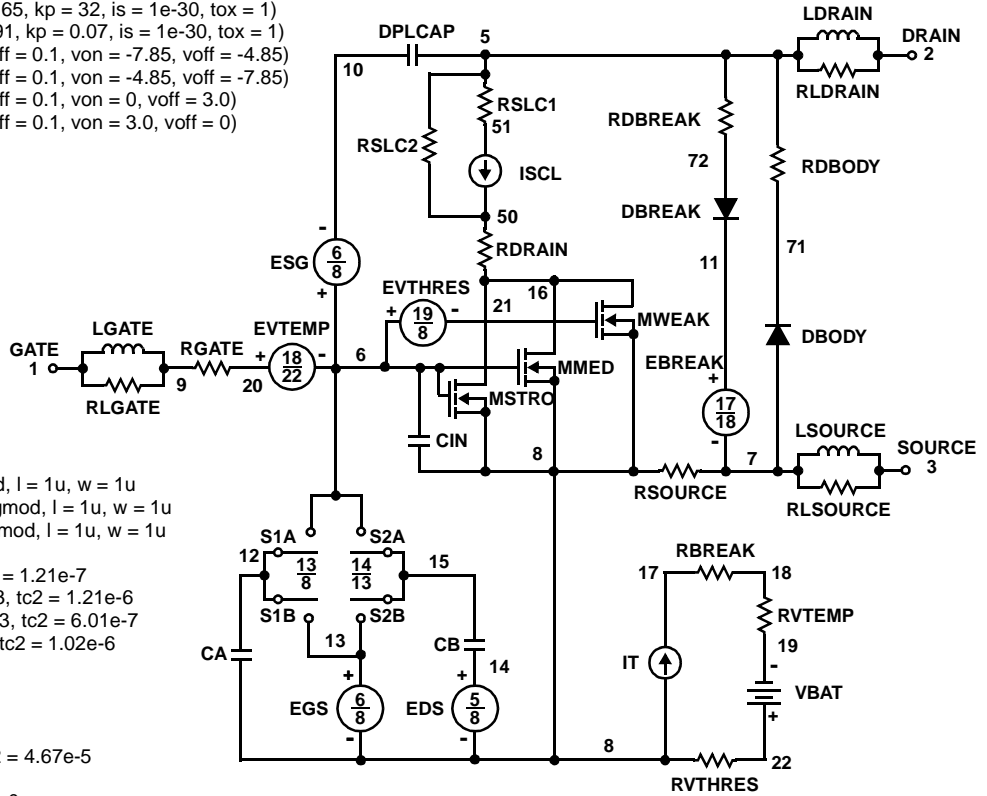 65, kp = 32, is = 1e-30, tox = 1)
91, kp = 0.07, is = 1e-30, tox = 1)
ff = 0.1, von = -7.85, voff = -4.85)
ff = 0.1, von = -4.85, voff = -7.85)
ff = 0.1, von = 0, voff = 3.0)
ff = 0.1, von = 3.0, voff = 0)
LDRAIN
DPLCAP
5
DRAIN
2
10
RLDRAIN
RSLC1
51
RDBREAK
RSLC2
72
RDBODY
ISCL
50
DBREAK
RDRAIN
71
-
ESG
6
8
+
11
EVTHRES
16
21
+
19
8
-
MWEAK
LGATE
EVTEMP
DBODY
GATE
1
RGATE
+
18
22
-
6
EBREAK
MMED
9
20
+
MSTRO
RLGATE
17
18
-
LSOURCE
CIN
8
7
SOURCE
3
RSOURCE
RLSOURCE
d, l = 1u, w = 1u
gmod, l = 1u, w = 1u
mod, l = 1u, w = 1u
S1A
S2A
RBREAK
12
13
8
14
13
15
17
18
= 1.21e-7
3, tc2 = 1.21e-6
3, tc2 = 6.01e-7
tc2 = 1.02e-6
S1B
S2B
RVTEMP
13
CB
19
CA
14
IT
-
+
+
VBAT
EGS
6
8
EDS
5
8
+
-
-
8
22
2 = 4.67e-5
RVTHRES